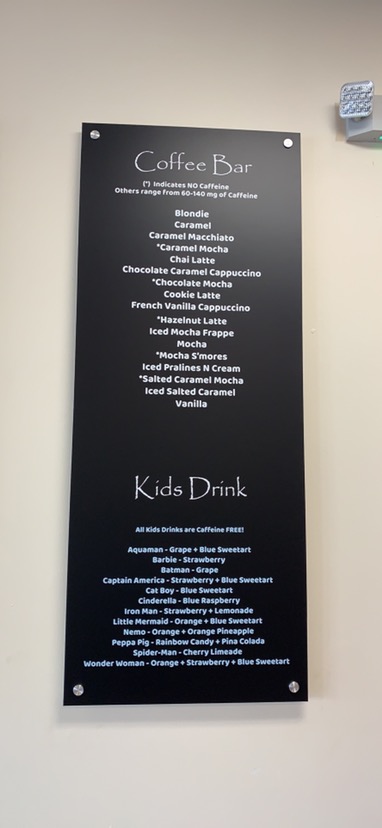 Coffee Bar
(*) Indicates NO Caffeine
Others range from 60-140 mg of Caffeine
Blondie
Caramel
Caramel Macchiato
*Caramel Mocha
Chai Latte
Chocolate Caramel Cappuccino
*Chocolate Mocha
Cookie Latte
French Vanilla Cappuccino
*Hazelnut Latte
Iced Mocha Frappe
Mocha
*Mocha S'mores
Iced Pralines N Cream
*Salted Caramel Mocha
Iced Salted Caramel
Vanilla
Kids Drink
All Kids Drinks are Caffeine FREE!
Aquaman - Grape + Blue Sweetart
Barbie - Strawberry
Batman - Grape
Captain America - Strawberry + Blue Sweetart
Cat Boy - Blue Sweetart
Cinderella - Blue Raspberry
Iron Man - Strawberry + Lemonade
Little Mermaid - Orange + Blue Sweetart
Nemo - Orange + Orange Pineapple
Peppa Pig - Rainbow Candy + Pina Colada
Spider-Man - Cherry Limeade
Wonder Woman - Orange + Strawberry + Blue Sweetart